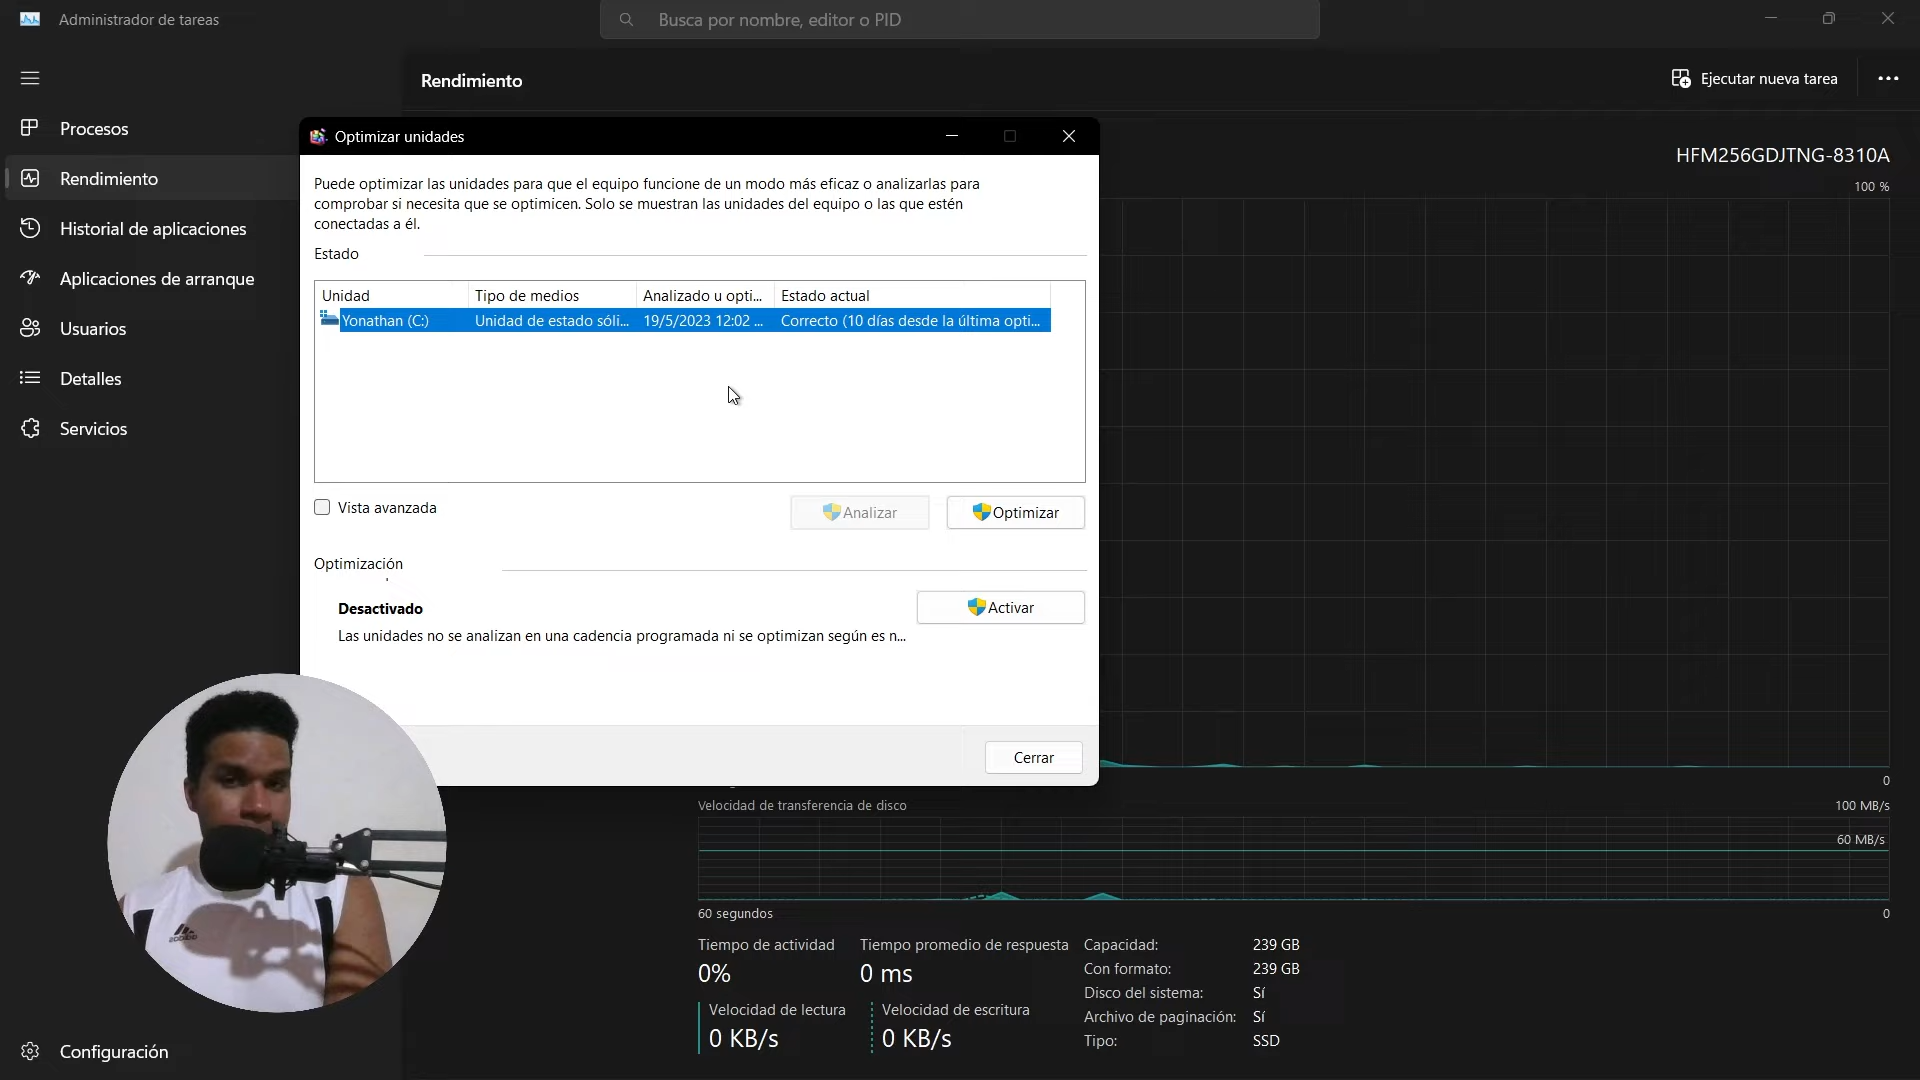 Administrador de tareas
Busca por nombre, editor o PID
Rendimiento
Ejecutar nueva tarea
Procesos
Rendimiento
Historial de aplicaciones
Aplicaciones de arranque
Usuarios
Detalles
Servicios
Configuración
HFM256GDJTNG-8310A
100 %
Optimizar unidades
Puede optimizar las unidades para que el equipo funcione de un modo más eficaz o analizarlas para
comprobar si necesita que se optimicen. Solo se muestran las unidades del equipo o las que estén
conectadas a él.
Estado
Unidad Tipo de medios Analizado u opti... Estado actual
Yonathan (C:) Unidad de estado sóli... 19/5/2023 12:02 ... Correcto (10 días desde la última opti...
Vista avanzada
Analizar
Optimizar
Optimización
Desactivado
Activar
Las unidades no se analizan en una cadencia programada ni se optimizan según es n...
Cerrar
0
Velocidad de transferencia de disco
100 MB/s
60 MB/s
60 segundos
0
Tiempo de actividad
0%
Tiempo promedio de respuesta
0 ms
Velocidad de lectura
0 KB/s
Velocidad de escritura
0 KB/s
Capacidad: 239 GB
Con formato: 239 GB
Disco del sistema: Sí
Archivo de paginación: Sí
Tipo: SSD